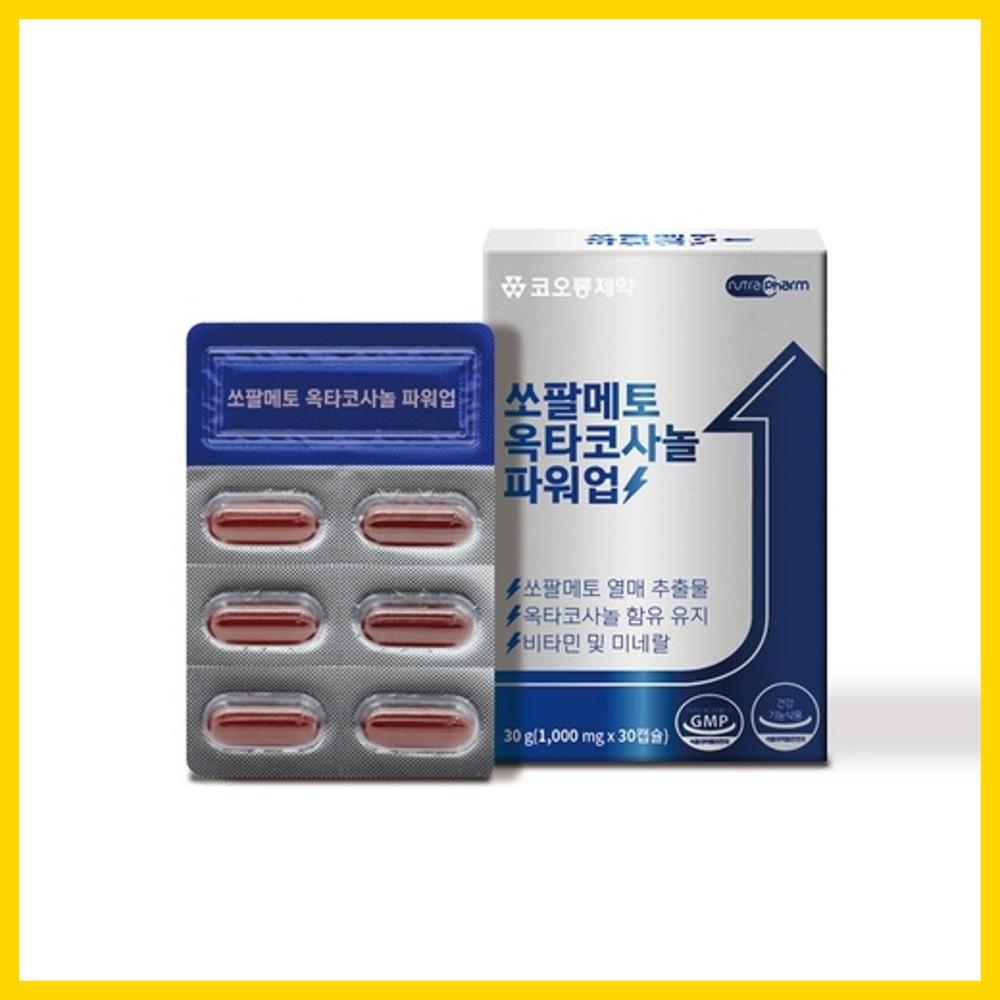 쏘팔메토 옥타코사놀 파워업
코오롱제약
nutra pharm
쏘팔메토
옥타코사놀
파워업
쏘팔메토 열매 추출물
옥타코사놀 함유 유지
비타민 및 미네랄
30 g(1,000 mg x 30캡슐)
GMP
건강
기능식품